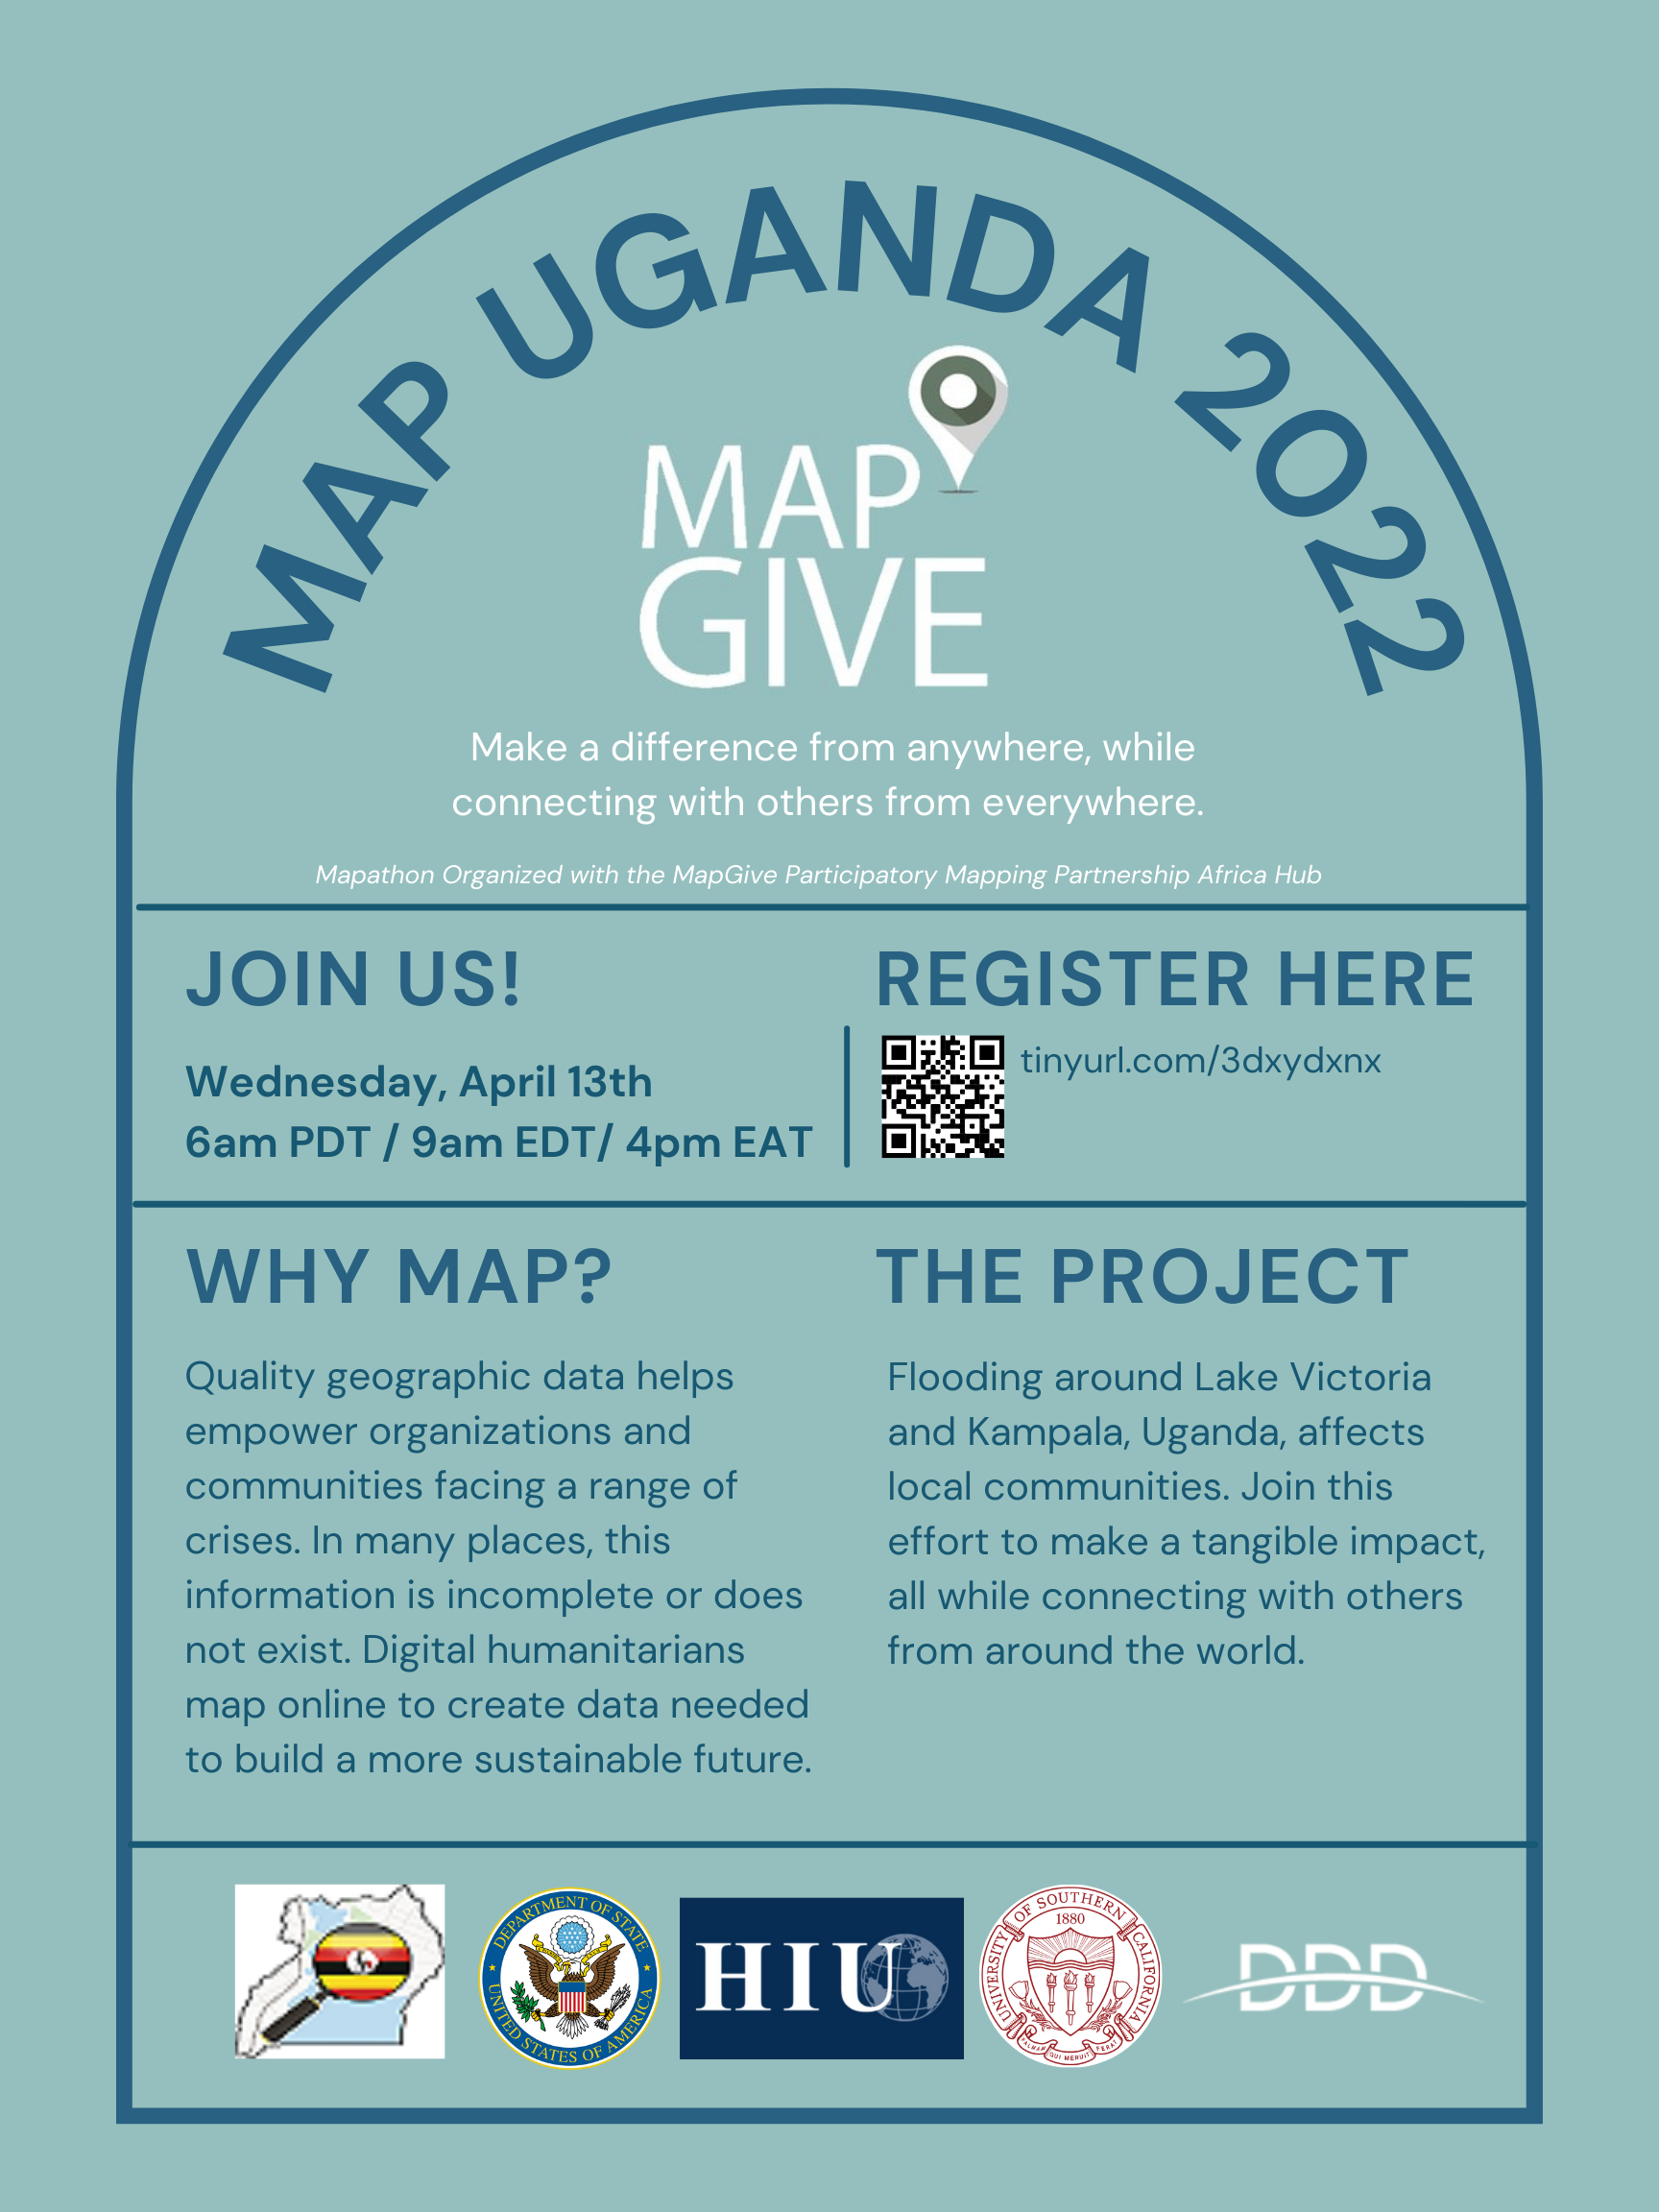 MAP UGANDA 2022
MAP
GIVE
Make a difference from anywhere, while
connecting with others from everywhere.
Mapathon Organized with the MapGive Participatory Mapping Partnership Africa Hub
JOIN US!
Wednesday, April 13th
6am PDT / 9am EDT/ 4pm EAT
REGISTER HERE
tinyurl.com/3dxydxnx
WHY MAP?
Quality geographic data helps
empower organizations and
communities facing a range of
crises. In many places, this
information is incomplete or does
not exist. Digital humanitarians
map online to create data needed
to build a more sustainable future.
THE PROJECT
Flooding around Lake Victoria
and Kampala, Uganda, affects
local communities. Join this
effort to make a tangible impact,
all while connecting with others
from around the world.
DEPARTMENT OF STATE
UNITED STATES OF AMERICA
HIU
UNIVERSITY OF SOUTHERN CALIFORNIA
1880
PALMAM QUI MERUIT FERAT
DDD